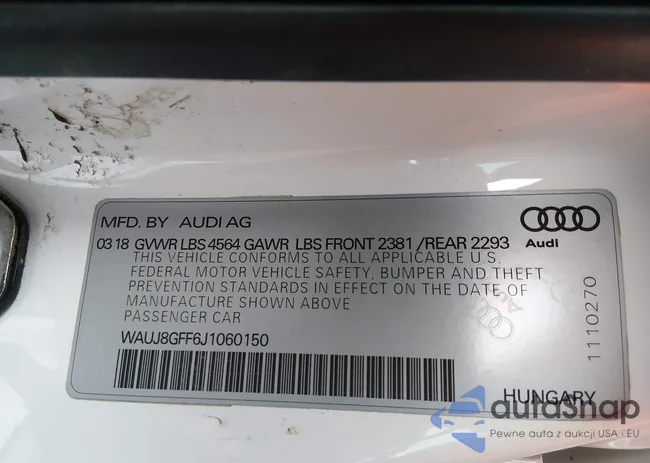 MFD. BY AUDI AG
0318 GVWR LBS 4564 GAWR LBS FRONT 2381 /REAR 2293
THIS VEHICLE CONFORMS TO ALL APPLICABLE U.S.
FEDERAL MOTOR VEHICLE SAFETY, BUMPER AND THEFT
PREVENTION STANDARDS IN EFFECT ON THE DATE OF
MANUFACTURE SHOWN ABOVE
PASSENGER CAR
WAUJ8GFF6J1060150
Audi
1110270
HUNGARY
autosnap
Pewne auta z aukcji USA i EU